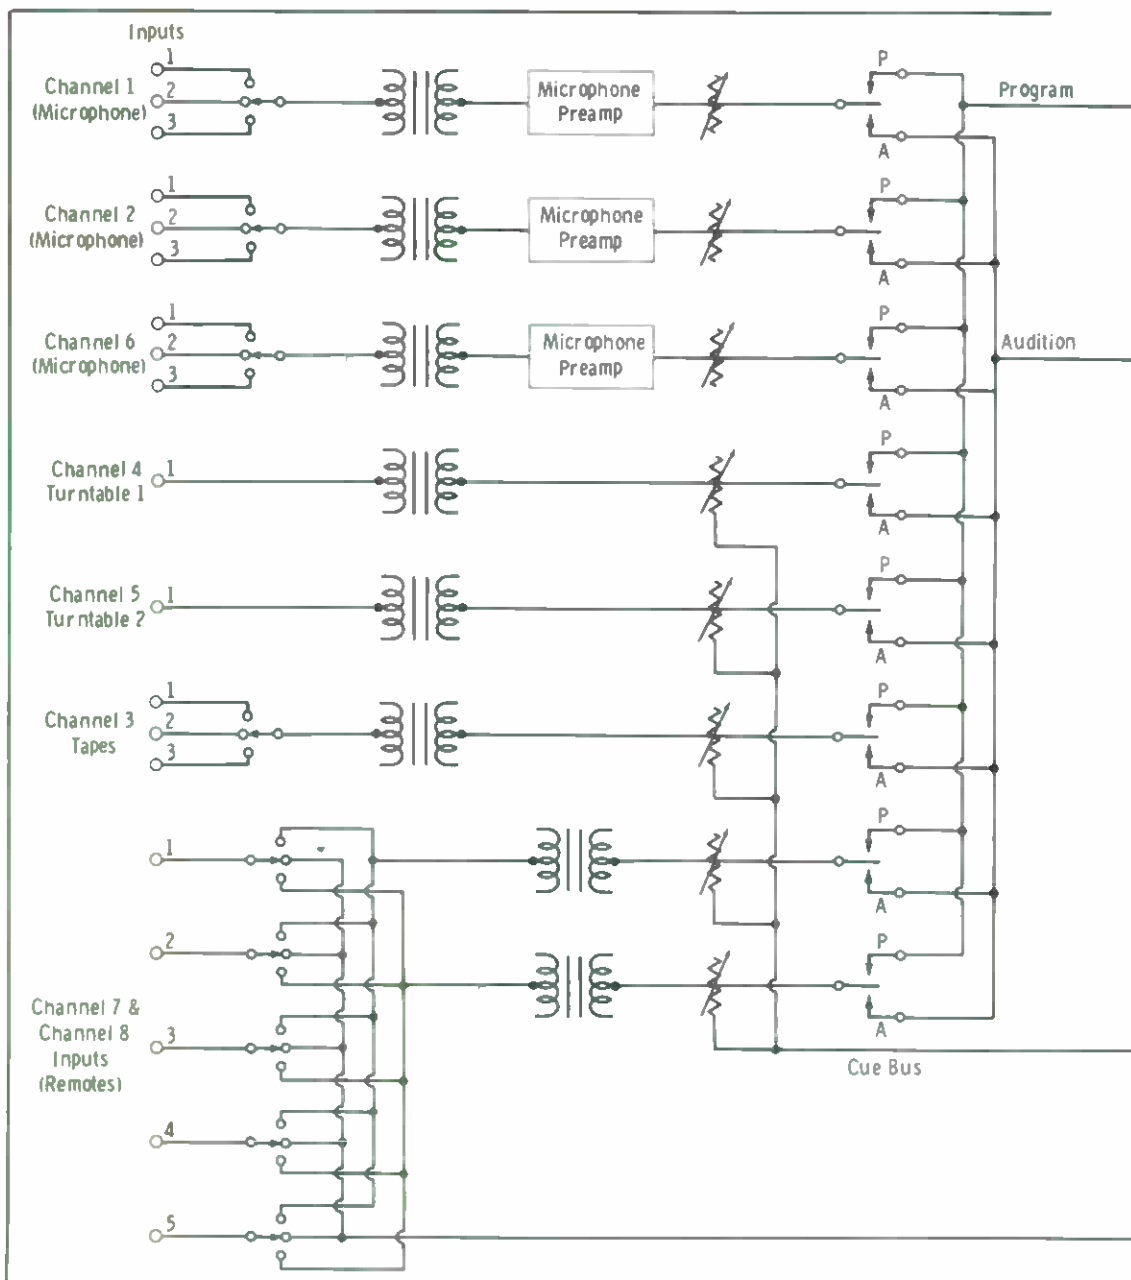 Inputs
Channel 1
(Microphone)
1
2
3
Microphone
Preamp
P
A
Program
Channel 2
(Microphone)
1
2
3
Microphone
Preamp
P
A
Channel 6
(Microphone)
1
2
3
Microphone
Preamp
P
A
Audition
Channel 4
Turntable 1
1
P
A
Channel 5
Turntable 2
1
P
A
Channel 3
Tapes
1
2
3
P
A
1
P
A
2
P
A
Channel 7 &
Channel 8
Inputs
(Remotes)
3
Cue Bus
4
5